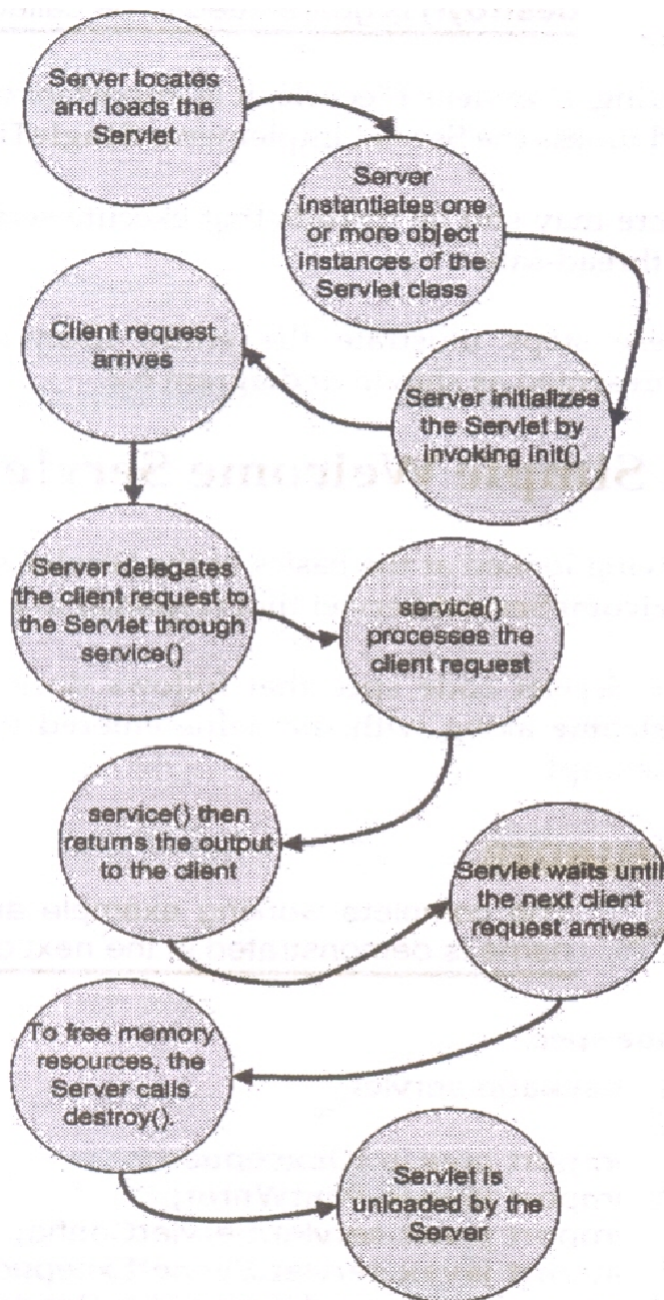 Server locates
and loads the
Servlet
Server
instantiates one
or more object
instances of the
Servlet class
Client request
arrives
Server initializes
the Servlet by
invoking init()
Server delegates
the client request to
the Servlet through
service()
service()
processes the
client request
service() then
returns the output
to the client
Servlet waits until
the next client
request arrives
To free memory
resources, the
Server calls
destroy().
Servlet is
unloaded by the
Server